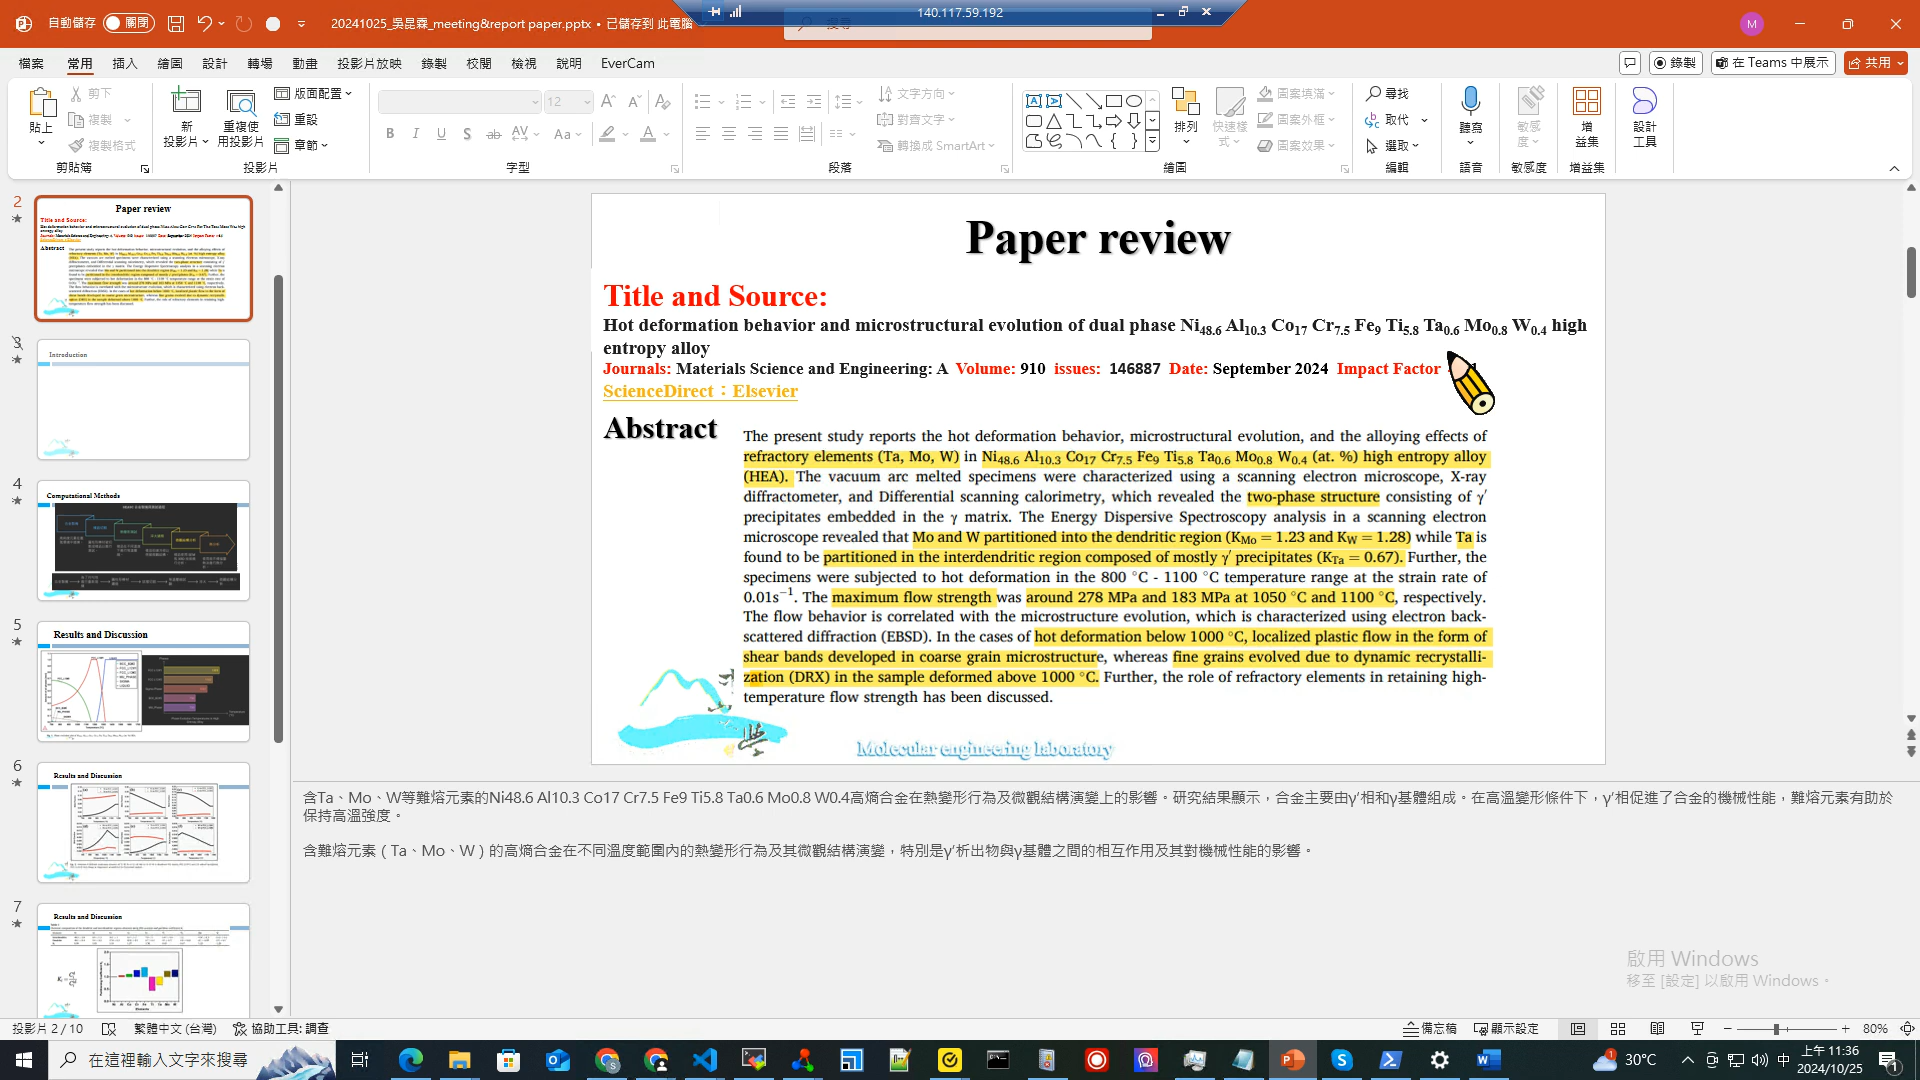 自動儲存 關閉 20241025_吳昆霖_meeting&report paper.pptx • 已儲存到 此電腦 搜尋 140.117.59.192 M
檔案 常用 插入 繪圖 設計 轉場 動畫 投影片放映 錄製 校閱 檢視 說明 EverCam 錄製 在 Teams 中展示 共用
貼上 剪下 複製 複製格式 剪貼簿
新投影片 重複使用投影片 版面配置 重設 章節 投影片
12 B I U S ab AV Aa A 字型
文字方向 對齊文字 轉換成 SmartArt 段落
排列 快速樣式 圖案填滿 圖案外框 圖案效果 繪圖
尋找 取代 選取 編輯
聽寫 語音 敏感度 敏感度 增益集 增益集 設計工具
2 Paper review
Title and Source:
Abstract
3 Introduction
4 Computational Methods
5 Results and Discussion
6 Results and Discussion
7 Results and Discussion
Paper review
Title and Source:
Hot deformation behavior and microstructural evolution of dual phase Ni48.6 Al10.3 Co17 Cr7.5 Fe9 Ti5.8 Ta0.6 Mo0.8 W0.4 high
entropy alloy
Journals: Materials Science and Engineering: A Volume: 910 issues: 146887 Date: September 2024 Impact Factor
ScienceDirect：Elsevier
Abstract
The present study reports the hot deformation behavior, microstructural evolution, and the alloying effects of
refractory elements (Ta, Mo, W) in Ni48.6 Al10.3 Co17 Cr7.5 Fe9 Ti5.8 Ta0.6 Mo0.8 W0.4 (at. %) high entropy alloy
(HEA). The vacuum arc melted specimens were characterized using a scanning electron microscope, X-ray
diffractometer, and Differential scanning calorimetry, which revealed the two-phase structure consisting of γ′
precipitates embedded in the γ matrix. The Energy Dispersive Spectroscopy analysis in a scanning electron
microscope revealed that Mo and W partitioned into the dendritic region (KMo = 1.23 and KW = 1.28) while Ta is
found to be partitioned in the interdendritic region composed of mostly γ′ precipitates (KTa = 0.67). Further, the
specimens were subjected to hot deformation in the 800 °C - 1100 °C temperature range at the strain rate of
0.01s−1. The maximum flow strength was around 278 MPa and 183 MPa at 1050 °C and 1100 °C, respectively.
The flow behavior is correlated with the microstructure evolution, which is characterized using electron back-
scattered diffraction (EBSD). In the cases of hot deformation below 1000 °C, localized plastic flow in the form of
shear bands developed in coarse grain microstructure, whereas fine grains evolved due to dynamic recrystalli-
zation (DRX) in the sample deformed above 1000 °C. Further, the role of refractory elements in retaining high-
temperature flow strength has been discussed.
Molecular engineering laboratory
含Ta、Mo、W等難熔元素的Ni48.6 Al10.3 Co17 Cr7.5 Fe9 Ti5.8 Ta0.6 Mo0.8 W0.4高熵合金在熱變形行為及微觀結構演變上的影響。研究結果顯示，合金主要由γ′相和γ基體組成。在高溫變形條件下，γ′相促進了合金的機械性能，難熔元素有助於
保持高溫強度。
含難熔元素（Ta、Mo、W）的高熵合金在不同溫度範圍內的熱變形行為及其微觀結構演變，特別是γ′析出物與γ基體之間的相互作用及其對機械性能的影響。
啟用 Windows
移至 [設定] 以啟用 Windows。
投影片 2 / 10 繁體中文 (台灣) 協助工具: 調查 備忘稿 顯示設定 80%
在這裡輸入文字來搜尋 30°C 中 上午 11:36
2024/10/25